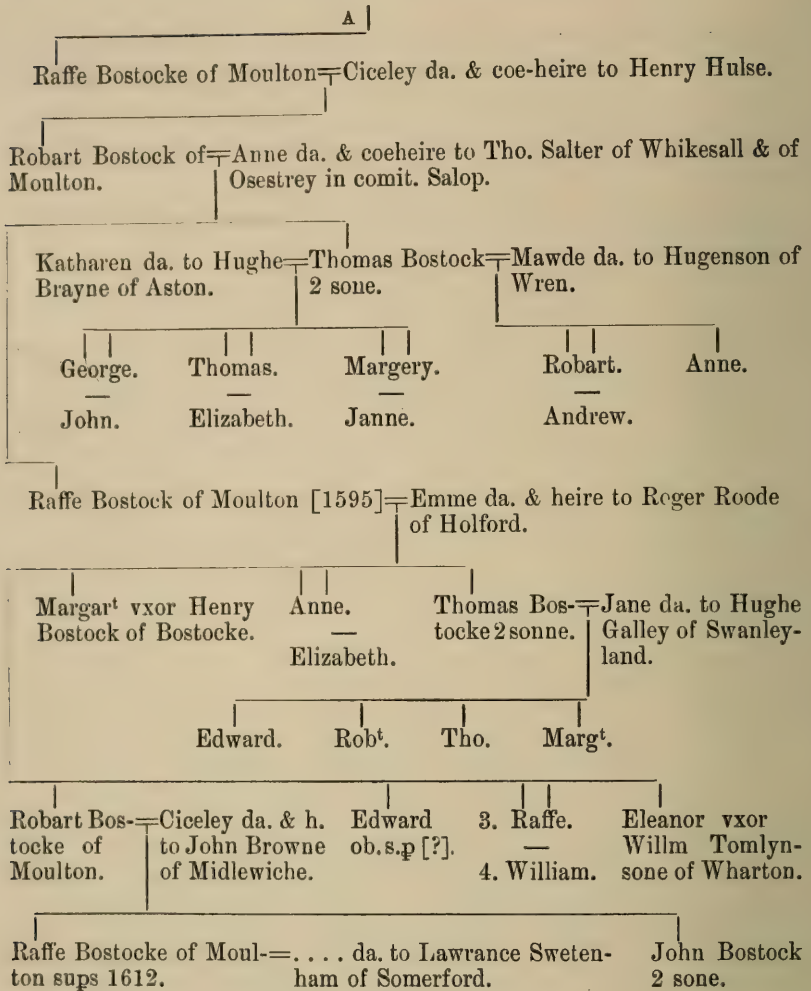 A
Raffe Bostocke of Moulton=Ciceley da. & coe-heire to Henry Hulse.
Robart Bostock of=Anne da. & coeheire to Tho. Salter of Whikesall & of
Moulton. Osestrey in comit. Salop.
Katharen da. to Hughe=Thomas Bostock=Mawde da. to Hugenson of
Brayne of Aston. 2 sone. Wren.
George. Thomas. Margery. Robart. Anne.
— — — —
John. Elizabeth. Janne. Andrew.
Raffe Bostock of Moulton [1595]=Emme da. & heire to Roger Roode
of Holford.
Margarᵗ vxor Henry Anne. Thomas Bos-=Jane da. to Hughe
Bostock of Bostocke. — tocke 2 sonne. Galley of Swanley-
Elizabeth. land.
Edward. Robᵗ. Tho. Margᵗ.
Robart Bos-=Ciceley da. & h. Edward 3. Raffe. Eleanor vxor
tocke of to John Browne ob. s.p [?]. — Willm Tomlyn-
Moulton. of Midlewiche. 4. William. sone of Wharton.
Raffe Bostocke of Moul-=.... da. to Lawrance Sweten- John Bostock
ton sups 1612. ham of Somerford. 2 sone.